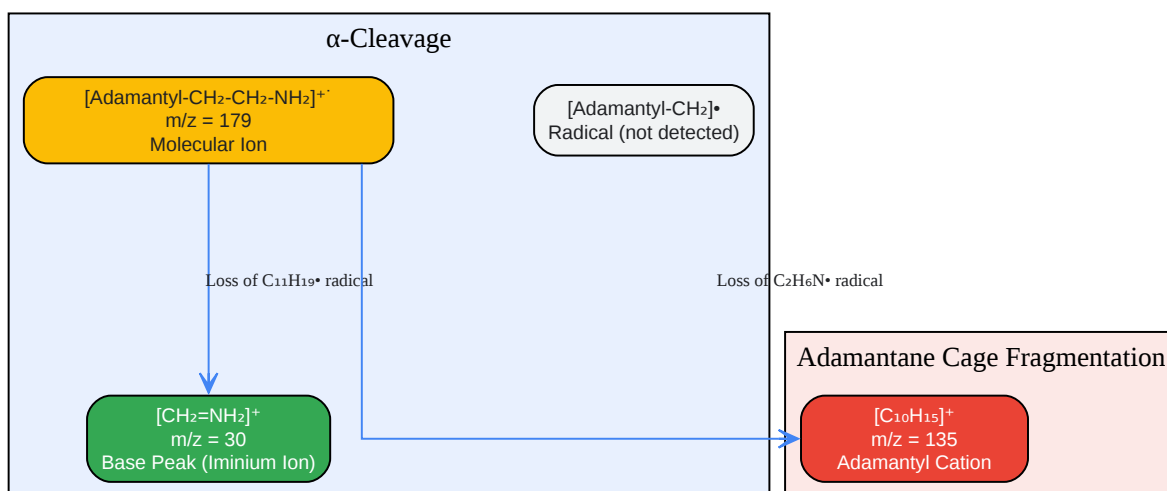 α-Cleavage
[Adamantyl-CH₂-CH₂-NH₂]⁺˙
m/z = 179
Molecular Ion
[Adamantyl-CH₂]•
Radical (not detected)
Loss of C₁₁H₁₉• radical
Loss of C₂H₆N• radical
Adamantane Cage Fragmentation
[CH₂=NH₂]⁺
m/z = 30
Base Peak (Iminium Ion)
[C₁₀H₁₅]⁺
m/z = 135
Adamantyl Cation